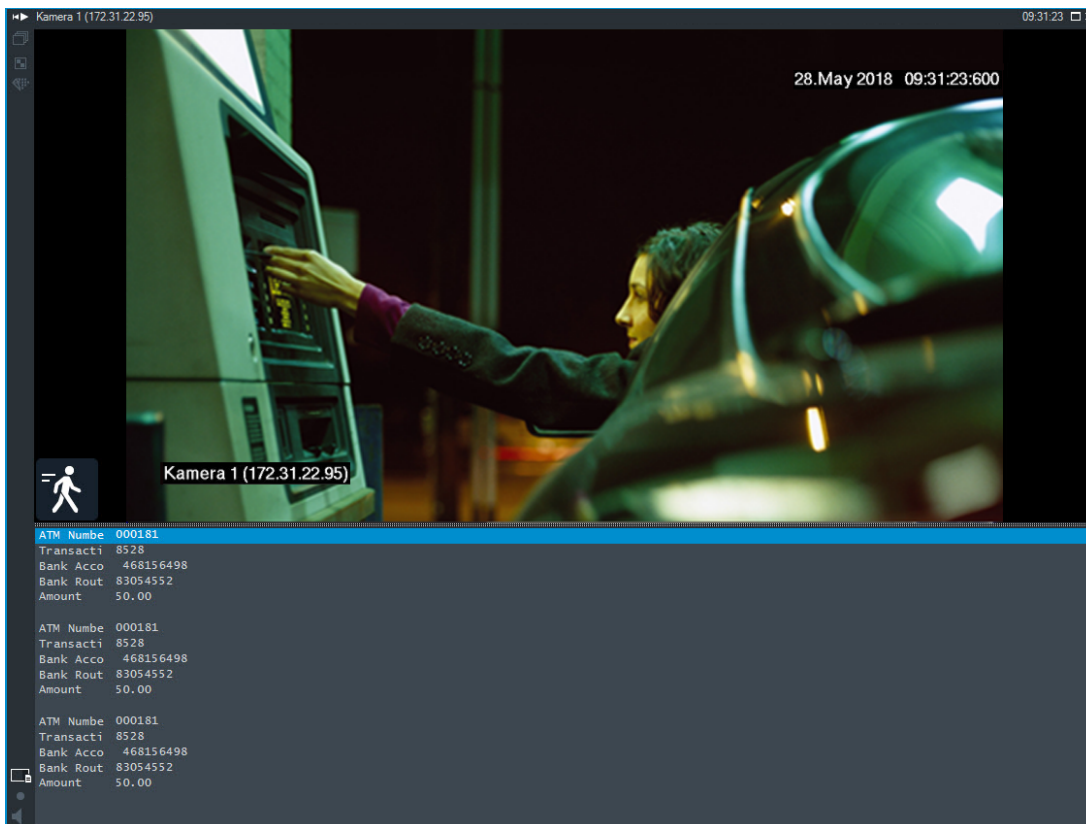 Kamera 1 (172.31.22.95)
09:31:23
28.May 2018 09:31:23:600
Kamera 1 (172.31.22.95)
ATM Numbe 000181
Transacti 8528
Bank Acco 468156498
Bank Rout 83054552
Amount 50.00
ATM Numbe 000181
Transacti 8528
Bank Acco 468156498
Bank Rout 83054552
Amount 50.00
ATM Numbe 000181
Transacti 8528
Bank Acco 468156498
Bank Rout 83054552
Amount 50.00